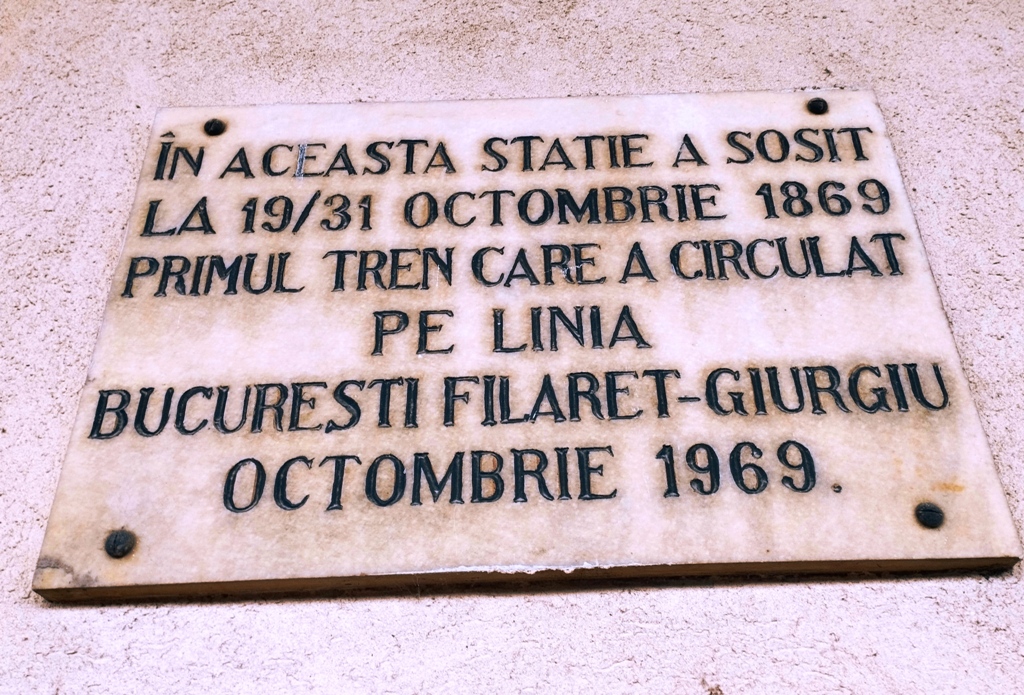 ÎN ACEASTA STATIE A SOSIT
LA 19/31 OCTOMBRIE 1869
PRIMUL TREN CARE A CIRCULAT
PE LINIA
BUCURESTI FILARET-GIURGIU
OCTOMBRIE 1969.